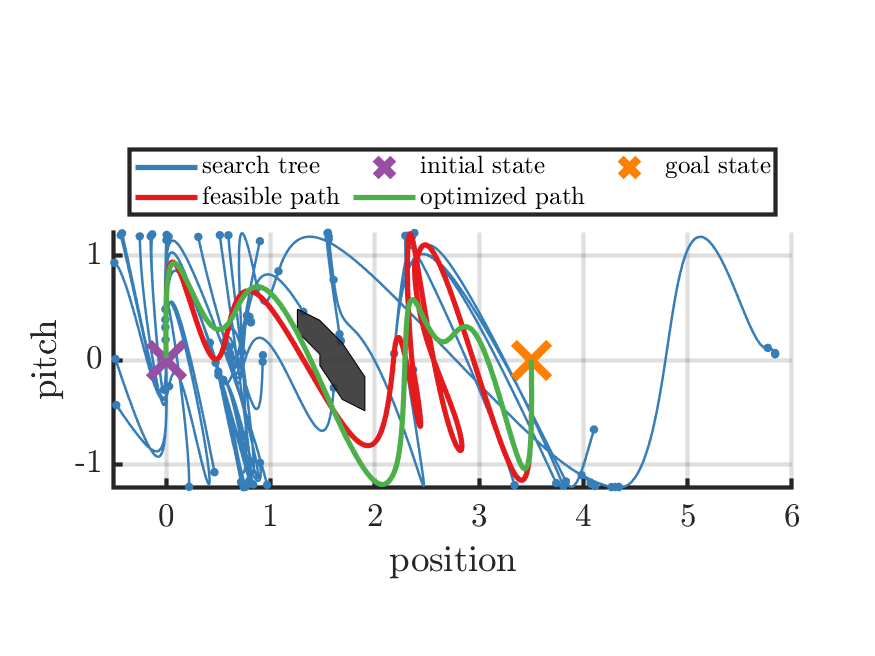 search tree initial state goal state
feasible path optimized path
1
0
-1
pitch
0 1 2 3 4 5 6
position